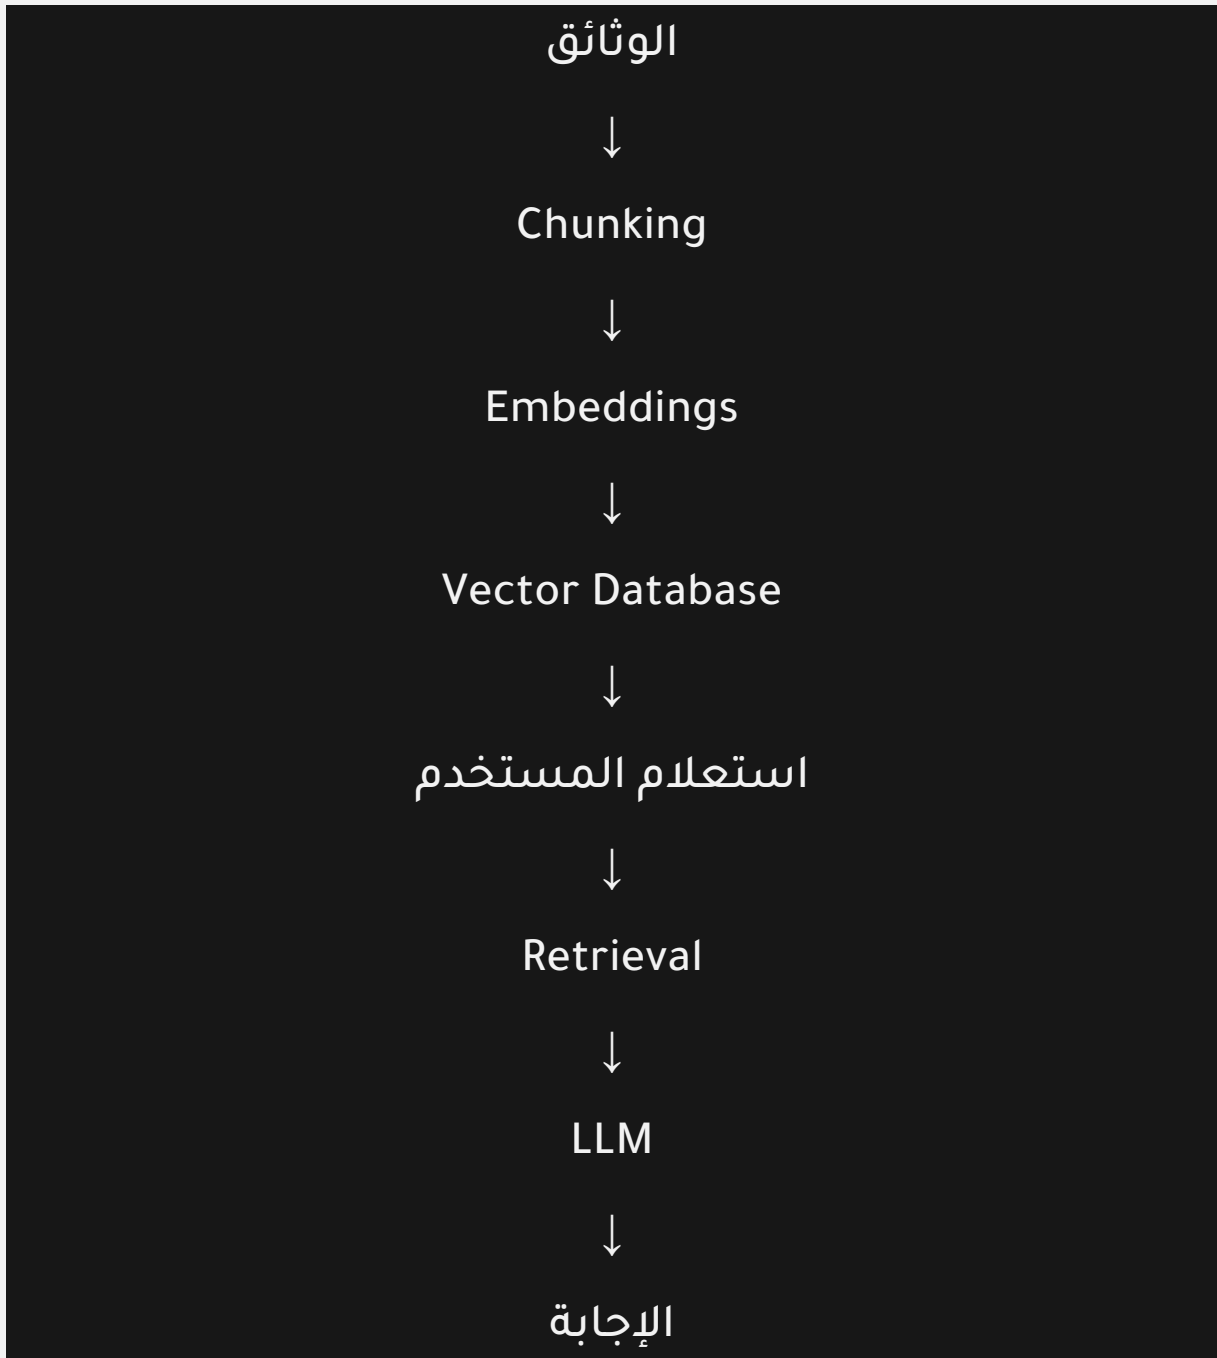 الوثائق
↓
Chunking
↓
Embeddings
↓
Vector Database
↓
استعلام المستخدم
↓
Retrieval
↓
LLM
↓
الإجابة